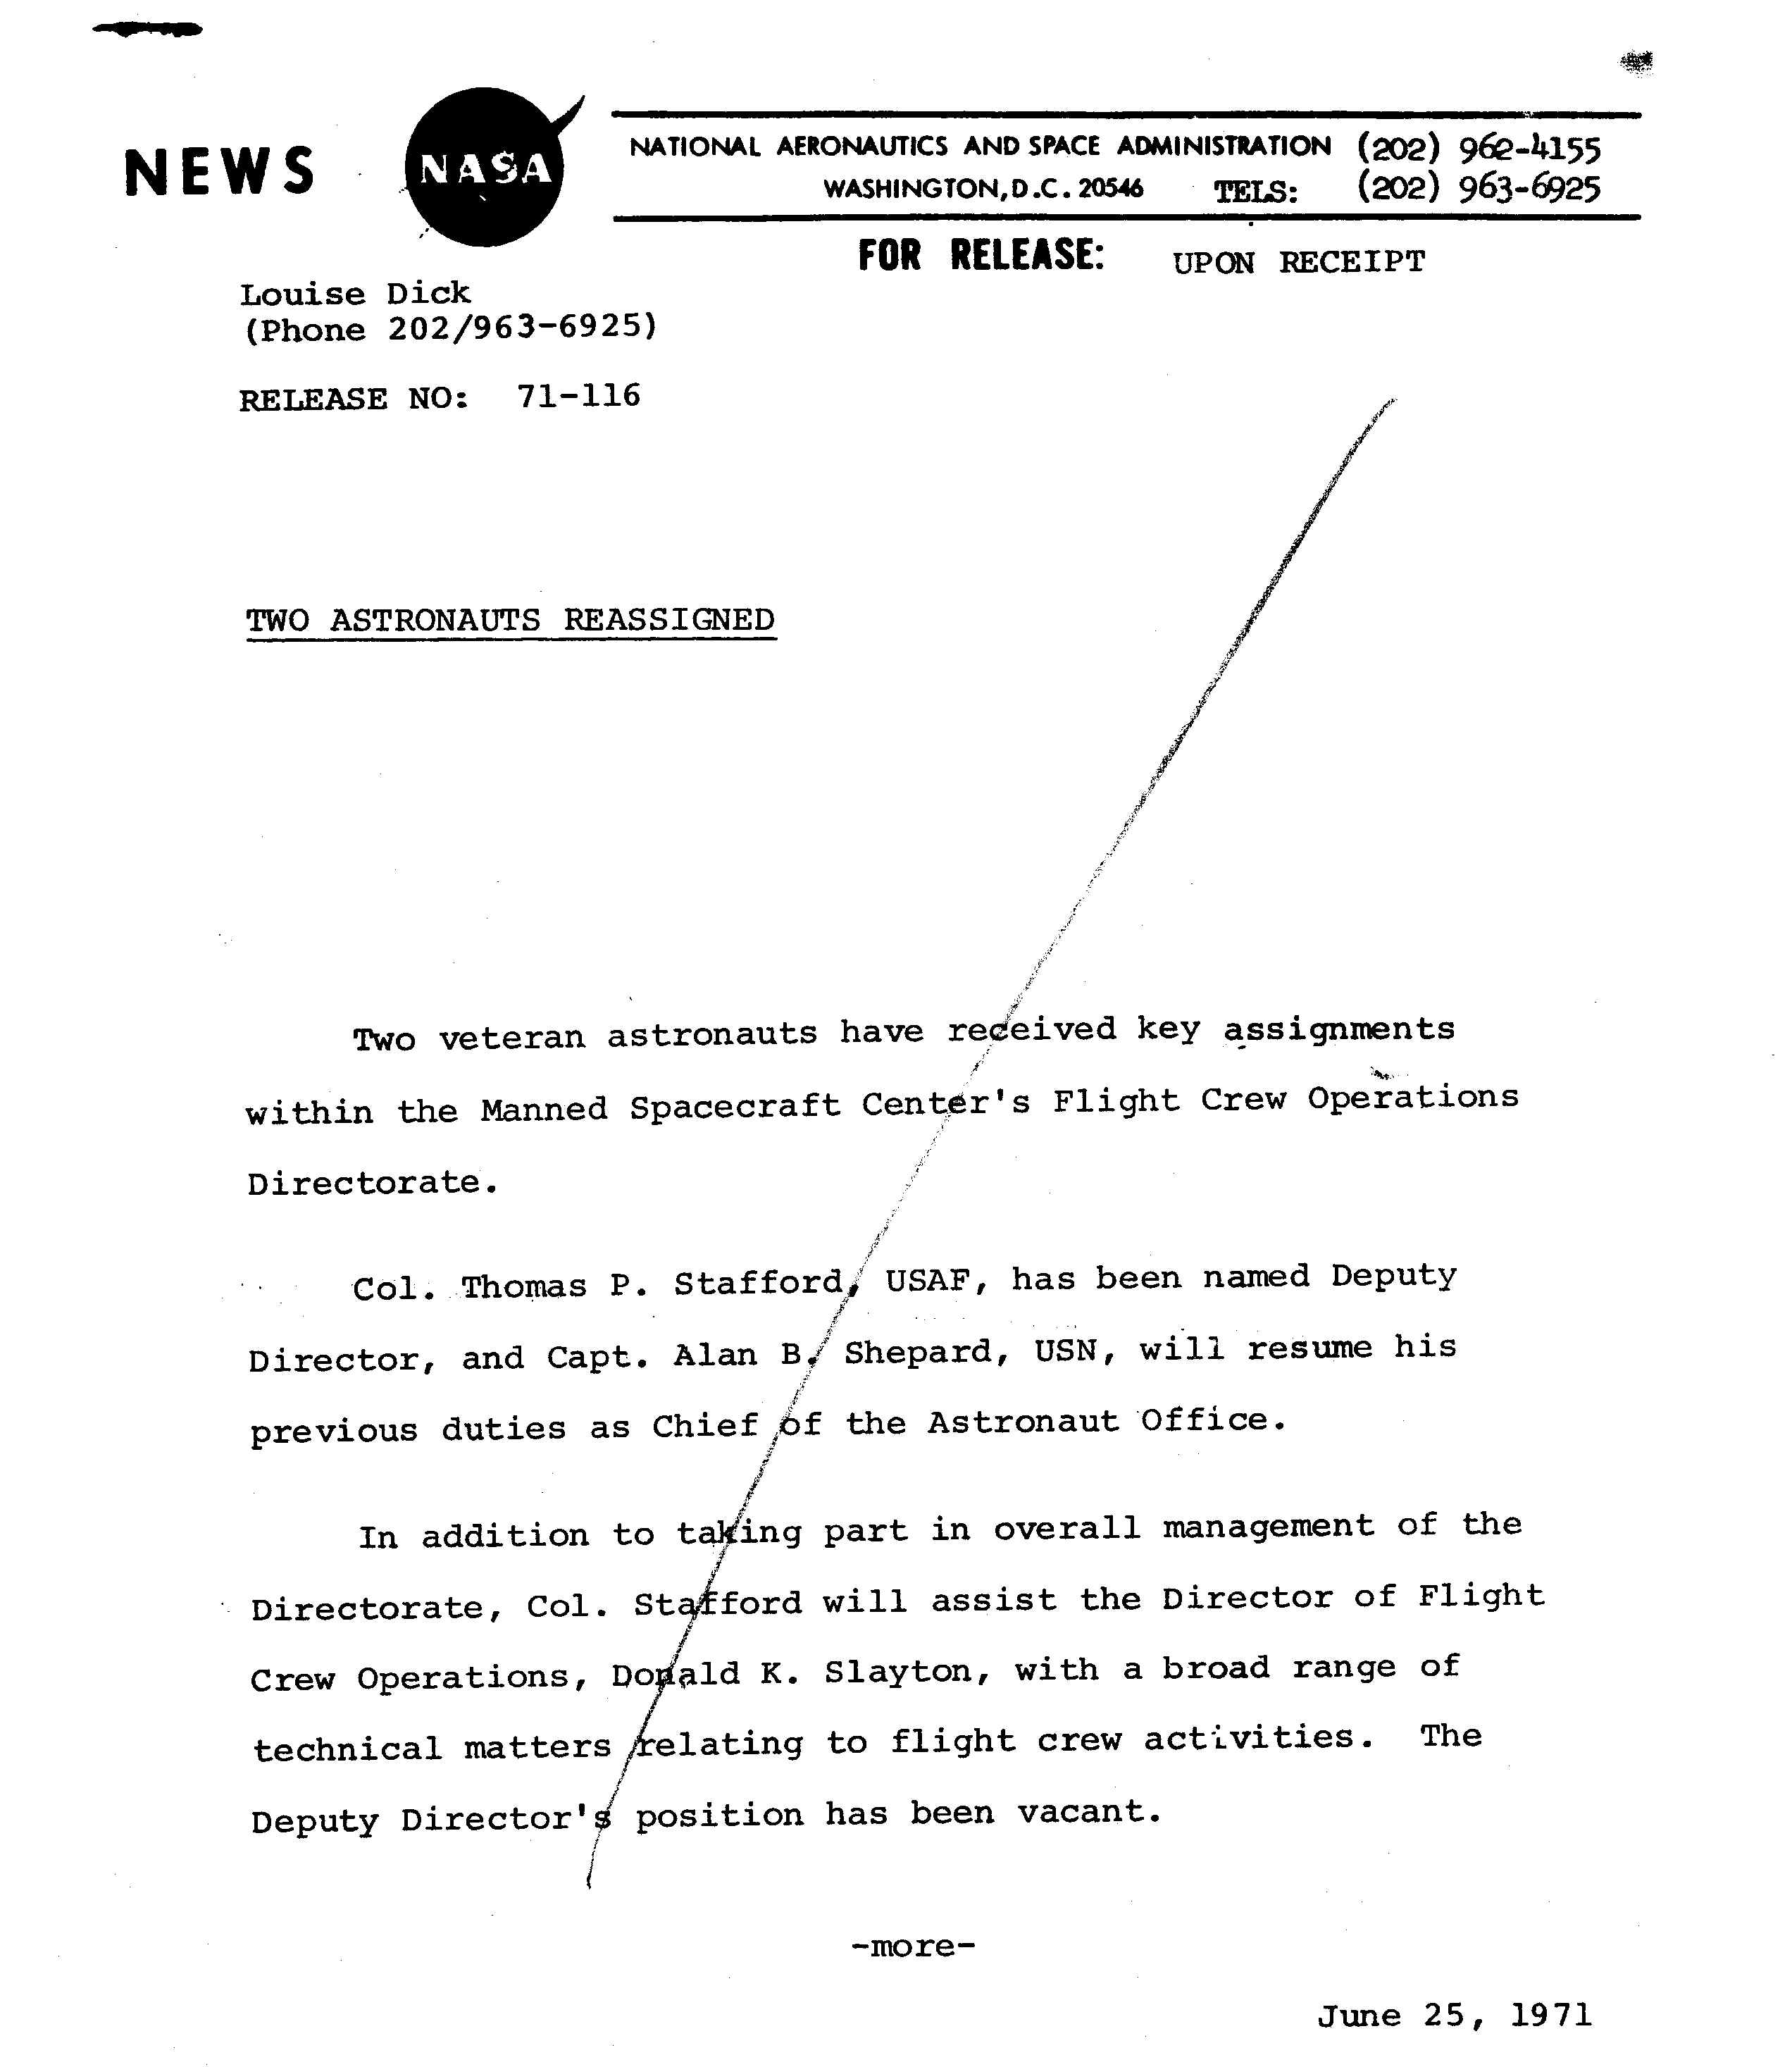 NEWS
NASA
NATIONAL AERONAUTICS AND SPACE ADMINISTRATION (202) 962-4155
WASHINGTON, D.C. 20546 TELS: (202) 963-6925
FOR RELEASE: UPON RECEIPT
Louise Dick
(Phone 202/963-6925)
RELEASE NO: 71-116
TWO ASTRONAUTS REASSIGNED
Two veteran astronauts have received key assignments
within the Manned Spacecraft Center's Flight Crew Operations
Directorate.
Col. Thomas P. Stafford, USAF, has been named Deputy
Director, and Capt. Alan B. Shepard, USN, will resume his
previous duties as Chief of the Astronaut Office.
In addition to taking part in overall management of the
Directorate, Col. Stafford will assist the Director of Flight
Crew Operations, Donald K. Slayton, with a broad range of
technical matters relating to flight crew activities. The
Deputy Director's position has been vacant.
-more-
June 25, 1971